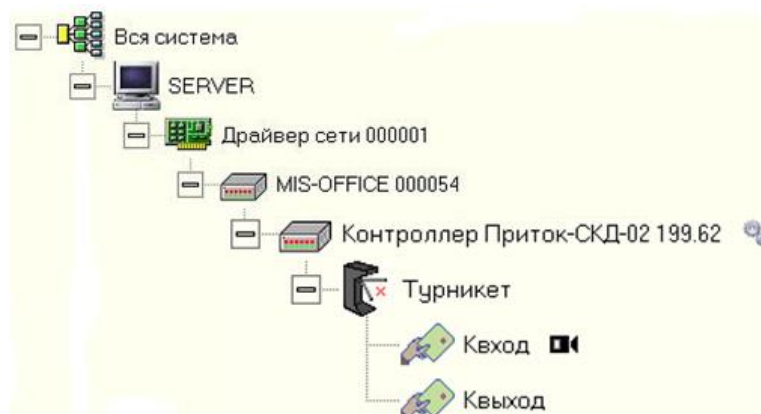 Вся система
SERVER
Драйвер сети 000001
MIS-OFFICE 000054
Контроллер Приток-СКД-02 199.62
Турникет
Квход
Квыход